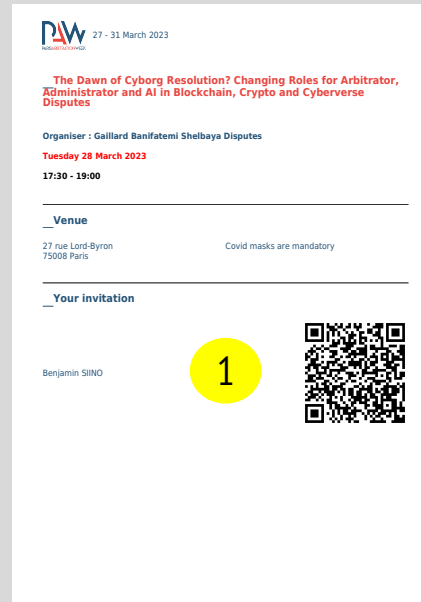 PAW
PARIS ARBITRATION WEEK
27 - 31 March 2023
The Dawn of Cyborg Resolution? Changing Roles for Arbitrator,
Administrator and AI in Blockchain, Crypto and Cyberverse
Disputes
Organiser : Gaillard Banifatemi Shelbaya Disputes
Tuesday 28 March 2023
17:30 - 19:00
__Venue
27 rue Lord-Byron
75008 Paris
Covid masks are mandatory
__Your invitation
Benjamin SIINO
1